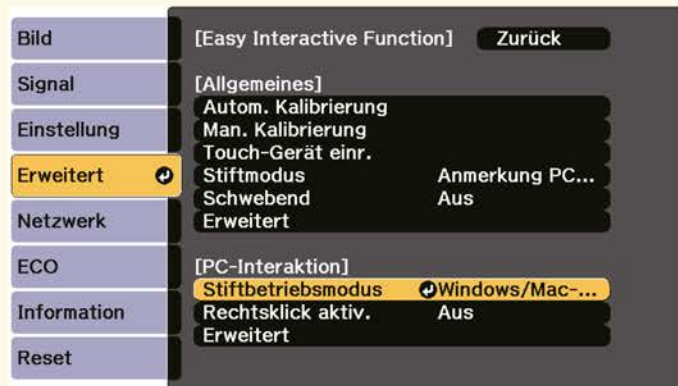 Bild
Signal
Einstellung
Erweitert
Netzwerk
ECO
Information
Reset
[Easy Interactive Function] Zurück
[Allgemeines]
Autom. Kalibrierung
Man. Kalibrierung
Touch-Gerät einr.
Stiftmodus Anmerkung PC...
Schwebend Aus
Erweitert
[PC-Interaktion]
Stiftbetriebsmodus Windows/Mac-...
Rechtsklick aktiv. Aus
Erweitert